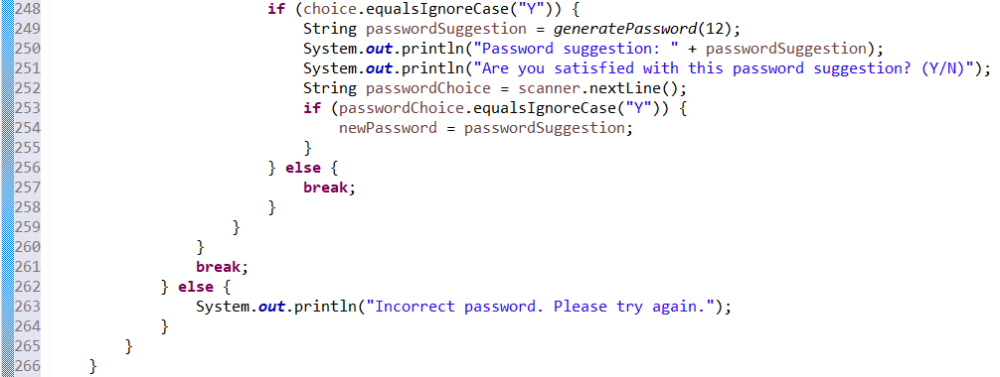 248                         if (choice.equalsIgnoreCase("Y")) {
249                             String passwordSuggestion = generatePassword(12);
250                             System.out.println("Password suggestion: " + passwordSuggestion);
251                             System.out.println("Are you satisfied with this password suggestion? (Y/N)");
252                             String passwordChoice = scanner.nextLine();
253                             if (passwordChoice.equalsIgnoreCase("Y")) {
254                                 newPassword = passwordSuggestion;
255                             }
256                         } else {
257                             break;
258                         }
259                     }
260                 }
261                 break;
262             } else {
263                 System.out.println("Incorrect password. Please try again.");
264             }
265         }
266     }